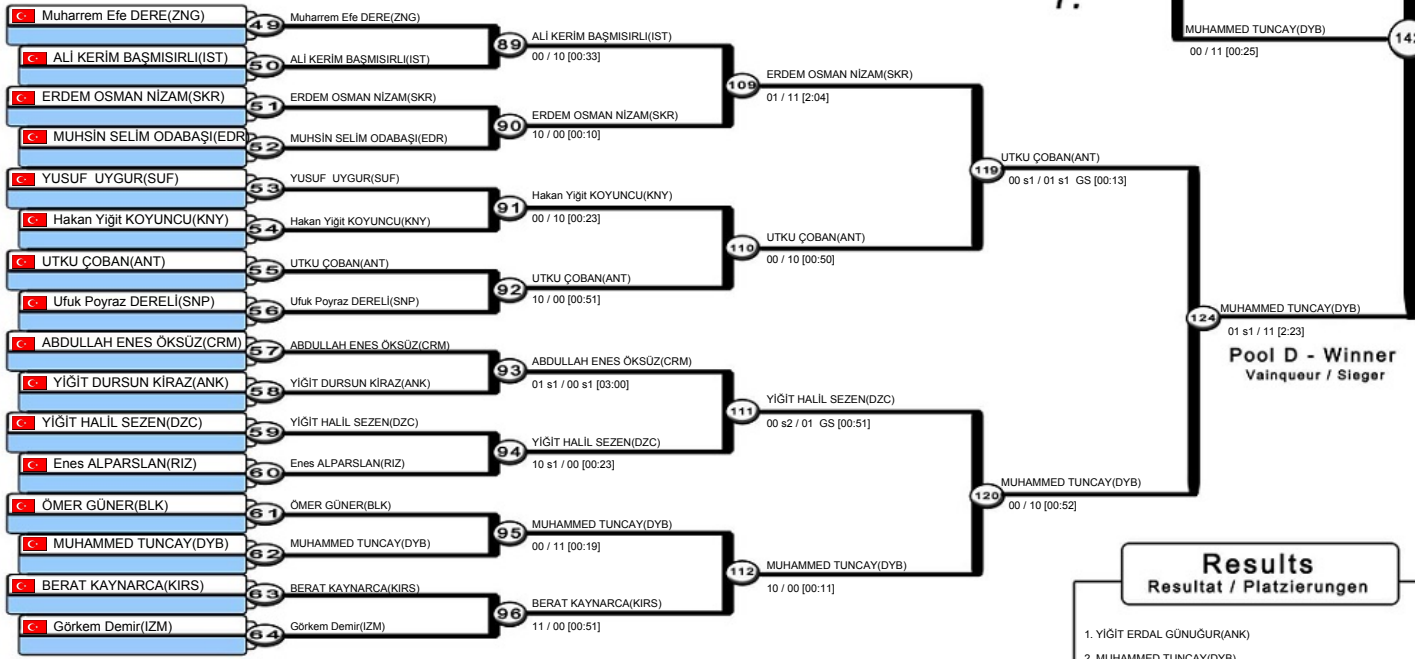 Muharrem Efe DERE(ZNG)
ALİ KERİM BAŞMISIRLI(IST)
ERDEM OSMAN NİZAM(SKR)
MUHSİN SELİM ODABAŞI(EDR)
YUSUF UYGUR(SUF)
Hakan Yiğit KOYUNCU(KNY)
UTKU ÇOBAN(ANT)
Ufuk Poyraz DERELİ(SNP)
ABDULLAH ENES ÖKSÜZ(CRM)
YİĞİT DURSUN KİRAZ(ANK)
YİĞİT HALİL SEZEN(DZC)
Enes ALPARSLAN(RIZ)
ÖMER GÜNER(BLK)
MUHAMMED TUNCAY(DYB)
BERAT KAYNARCA(KIRS)
Görkem Demir(IZM)
49 Muharrem Efe DERE(ZNG)
50 ALİ KERİM BAŞMISIRLI(IST)
51 ERDEM OSMAN NİZAM(SKR)
52 MUHSİN SELİM ODABAŞI(EDR)
53 YUSUF UYGUR(SUF)
54 Hakan Yiğit KOYUNCU(KNY)
55 UTKU ÇOBAN(ANT)
56 Ufuk Poyraz DERELİ(SNP)
57 ABDULLAH ENES ÖKSÜZ(CRM)
58 YİĞİT DURSUN KİRAZ(ANK)
59 YİĞİT HALİL SEZEN(DZC)
60 Enes ALPARSLAN(RIZ)
61 ÖMER GÜNER(BLK)
62 MUHAMMED TUNCAY(DYB)
63 BERAT KAYNARCA(KIRS)
64 Görkem Demir(IZM)
89 ALİ KERİM BAŞMISIRLI(IST)
00 / 10 [00:33]
90 ERDEM OSMAN NİZAM(SKR)
10 / 00 [00:10]
91 Hakan Yiğit KOYUNCU(KNY)
00 / 10 [00:23]
92 UTKU ÇOBAN(ANT)
10 / 00 [00:51]
93 ABDULLAH ENES ÖKSÜZ(CRM)
01 s1 / 00 s1 [03:00]
94 YİĞİT HALİL SEZEN(DZC)
10 s1 / 00 [00:23]
95 MUHAMMED TUNCAY(DYB)
00 / 11 [00:19]
96 BERAT KAYNARCA(KIRS)
11 / 00 [00:51]
109 ERDEM OSMAN NİZAM(SKR)
01 / 11 [2:04]
110 UTKU ÇOBAN(ANT)
00 / 10 [00:50]
111 YİĞİT HALİL SEZEN(DZC)
00 s2 / 01 GS [00:51]
112 MUHAMMED TUNCAY(DYB)
10 / 00 [00:11]
119 UTKU ÇOBAN(ANT)
00 s1 / 01 s1 GS [00:13]
120 MUHAMMED TUNCAY(DYB)
00 / 10 [00:52]
124 MUHAMMED TUNCAY(DYB)
01 s1 / 11 [2:23]
Pool D - Winner
Vainqueur / Sieger
MUHAMMED TUNCAY(DYB)
00 / 11 [00:25]
Results
Resultat / Platzierungen
1. YİĞİT ERDAL GÜNUĞUR(ANK)
2. MUHAMMED TUNCAY(DYB)